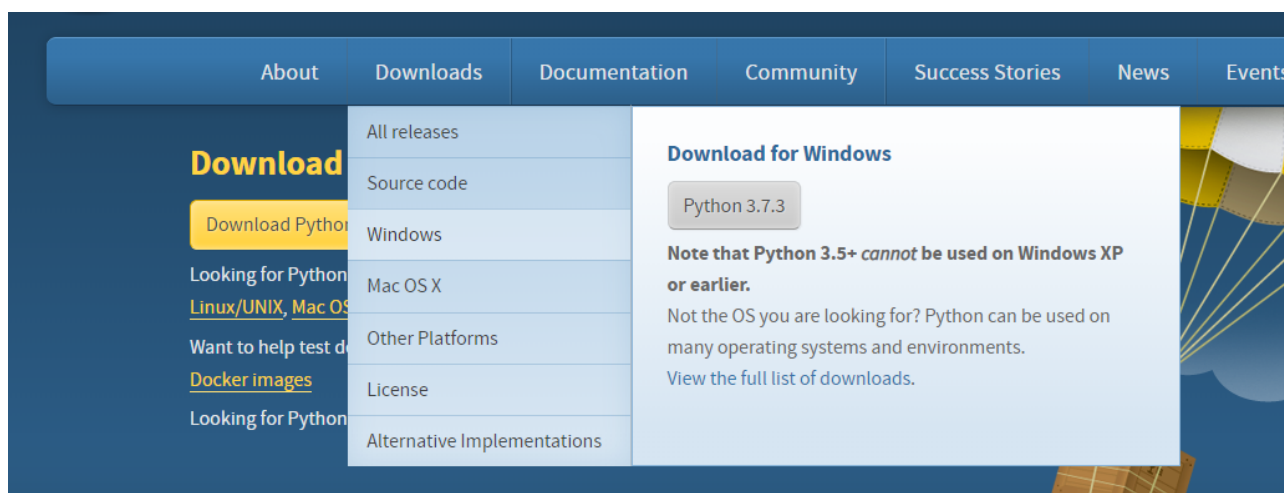 About Downloads Documentation Community Success Stories News Events
Download
Download Python
Looking for Python
Linux/UNIX, Mac OS
Want to help test
Docker images
Looking for Python
All releases
Source code
Windows
Mac OS X
Other Platforms
License
Alternative Implementations
Download for Windows
Python 3.7.3
Note that Python 3.5+ cannot be used on Windows XP
or earlier.
Not the OS you are looking for? Python can be used on
many operating systems and environments.
View the full list of downloads.